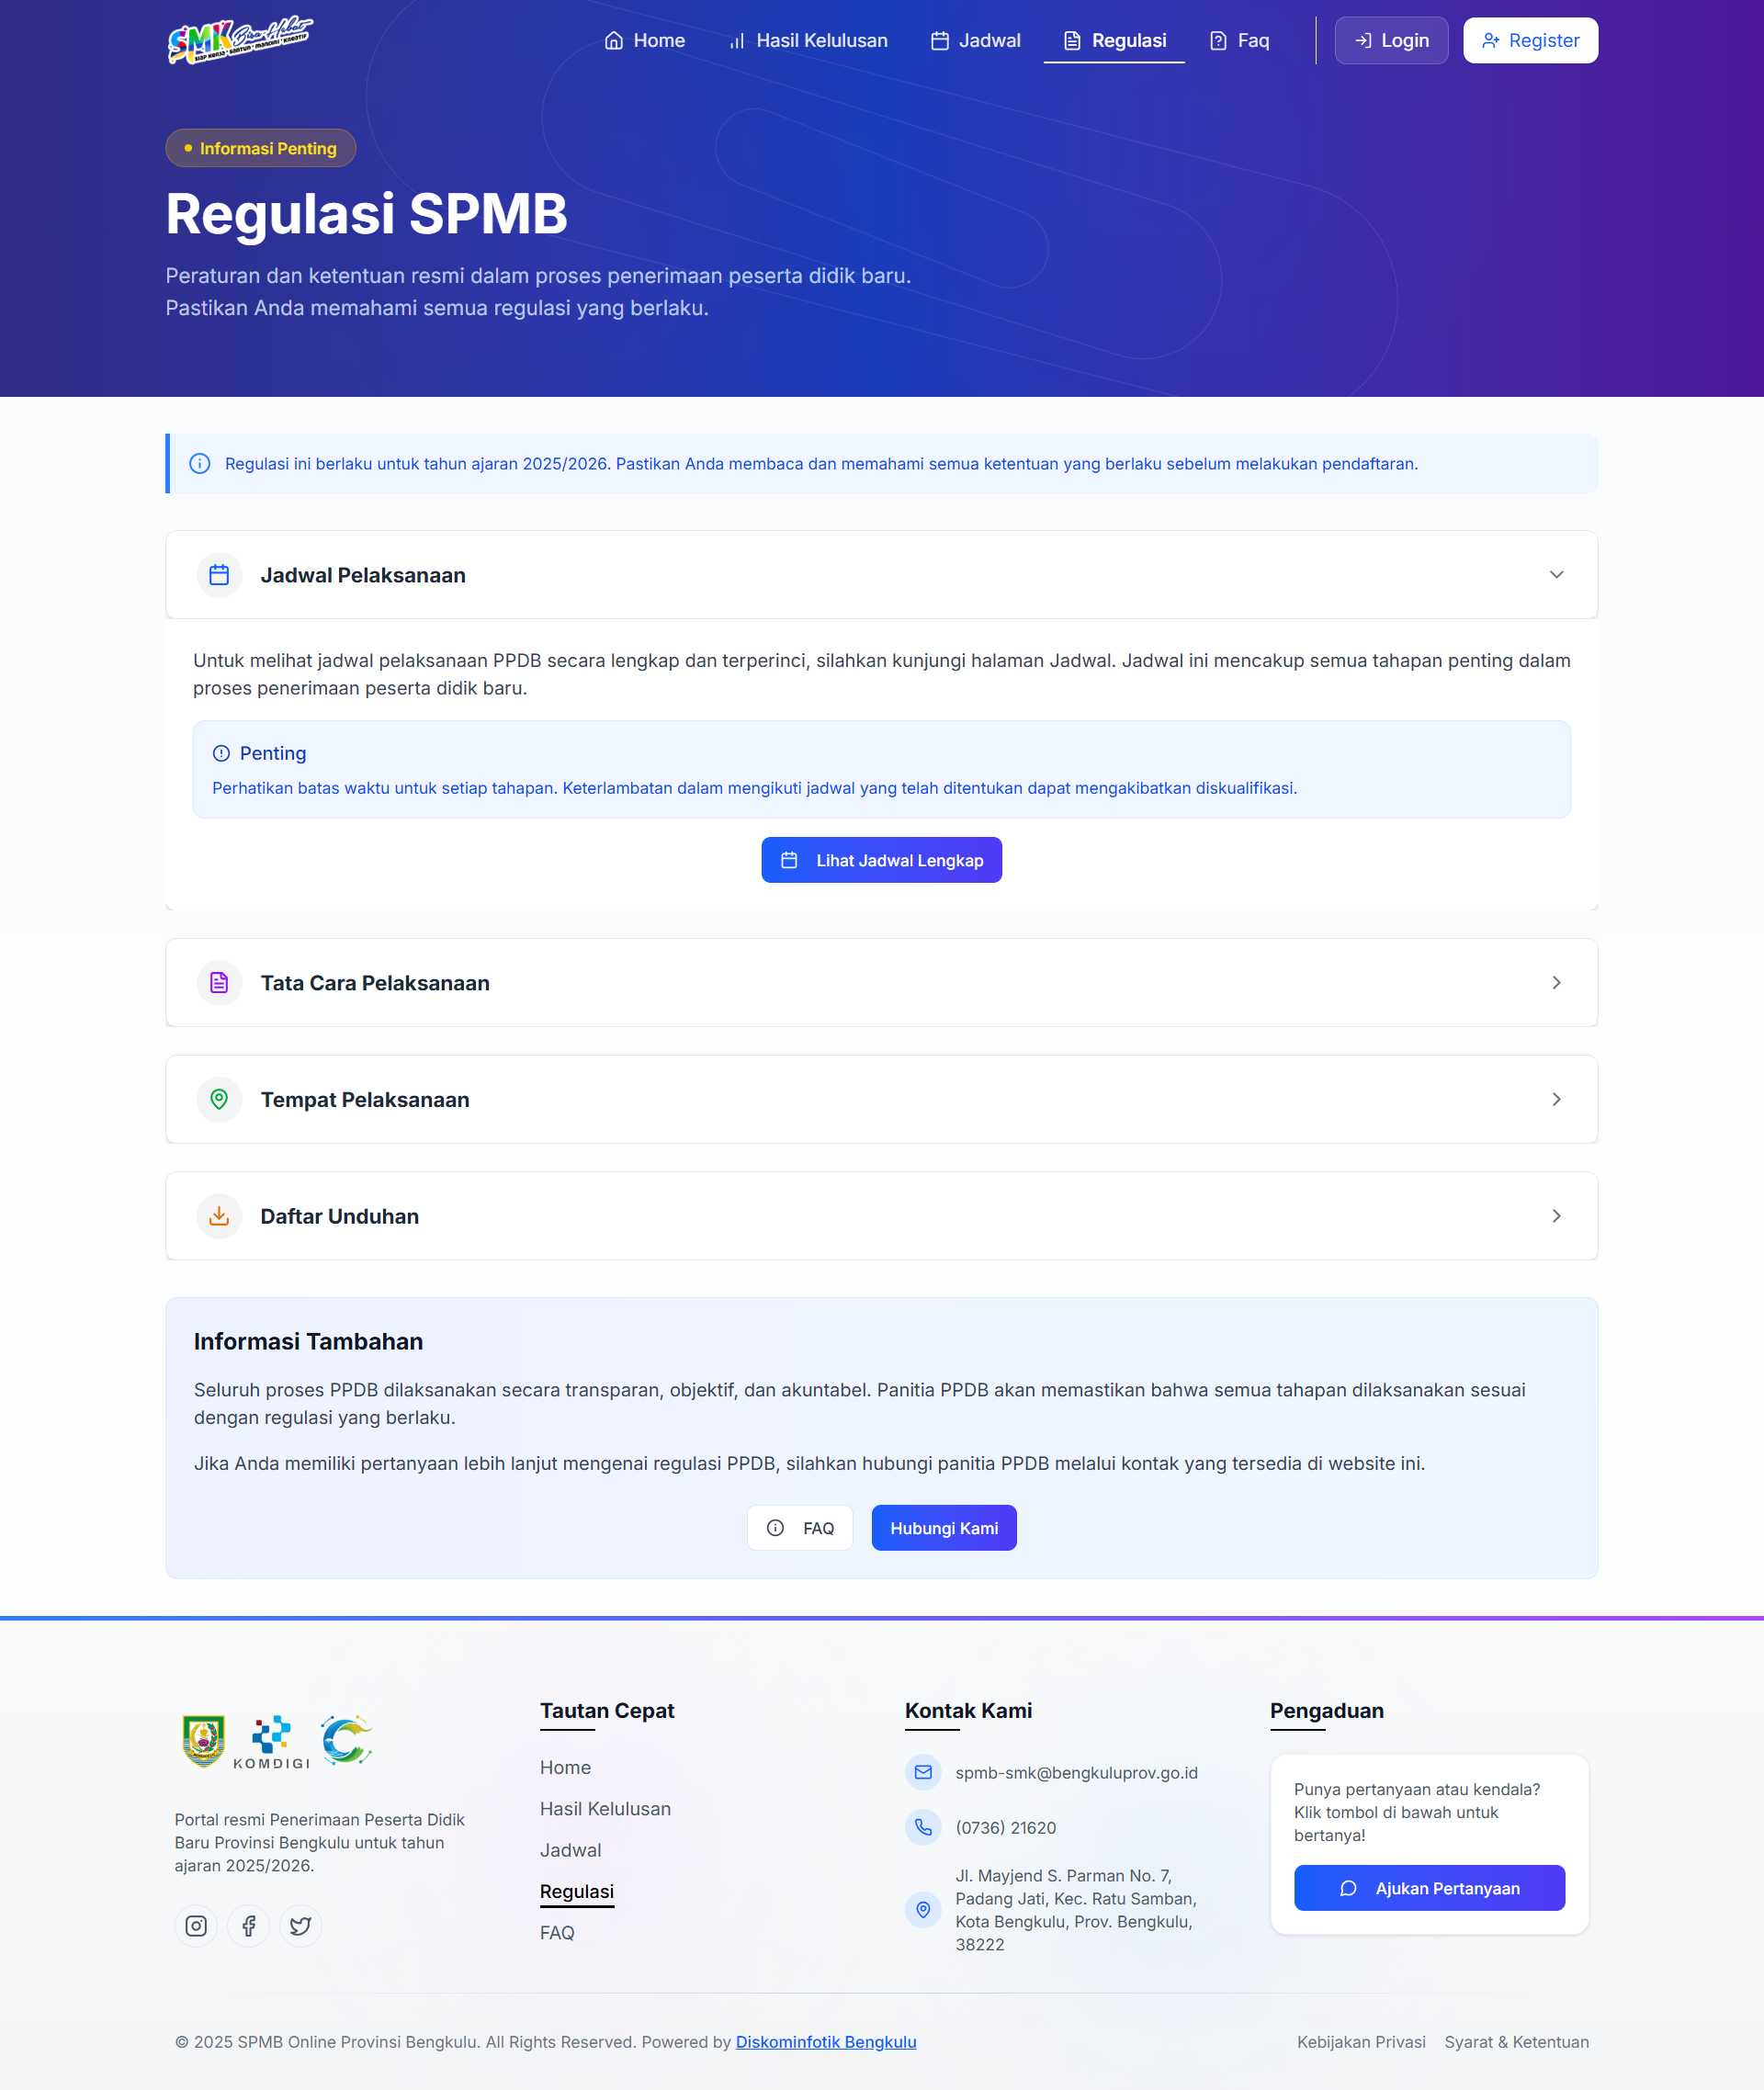 SMK Bisa-Hebat
SIAP KERJA • SANTUN • MANDIRI • KREATIF
Home
Hasil Kelulusan
Jadwal
Regulasi
Faq
Login
Register
Informasi Penting
Regulasi SPMB
Peraturan dan ketentuan resmi dalam proses penerimaan peserta didik baru.
Pastikan Anda memahami semua regulasi yang berlaku.
Regulasi ini berlaku untuk tahun ajaran 2025/2026. Pastikan Anda membaca dan memahami semua ketentuan yang berlaku sebelum melakukan pendaftaran.
Jadwal Pelaksanaan
Untuk melihat jadwal pelaksanaan PPDB secara lengkap dan terperinci, silahkan kunjungi halaman Jadwal. Jadwal ini mencakup semua tahapan penting dalam
proses penerimaan peserta didik baru.
Penting
Perhatikan batas waktu untuk setiap tahapan. Keterlambatan dalam mengikuti jadwal yang telah ditentukan dapat mengakibatkan diskualifikasi.
Lihat Jadwal Lengkap
Tata Cara Pelaksanaan
Tempat Pelaksanaan
Daftar Unduhan
Informasi Tambahan
Seluruh proses PPDB dilaksanakan secara transparan, objektif, dan akuntabel. Panitia PPDB akan memastikan bahwa semua tahapan dilaksanakan sesuai
dengan regulasi yang berlaku.
Jika Anda memiliki pertanyaan lebih lanjut mengenai regulasi PPDB, silahkan hubungi panitia PPDB melalui kontak yang tersedia di website ini.
FAQ
Hubungi Kami
KOMDIGI
Portal resmi Penerimaan Peserta Didik
Baru Provinsi Bengkulu untuk tahun
ajaran 2025/2026.
Tautan Cepat
Home
Hasil Kelulusan
Jadwal
Regulasi
FAQ
Kontak Kami
spmb-smk@bengkuluprov.go.id
(0736) 21620
Jl. Mayjend S. Parman No. 7,
Padang Jati, Kec. Ratu Samban,
Kota Bengkulu, Prov. Bengkulu,
38222
Pengaduan
Punya pertanyaan atau kendala?
Klik tombol di bawah untuk
bertanya!
Ajukan Pertanyaan
© 2025 SPMB Online Provinsi Bengkulu. All Rights Reserved. Powered by Diskominfotik Bengkulu
Kebijakan Privasi
Syarat & Ketentuan